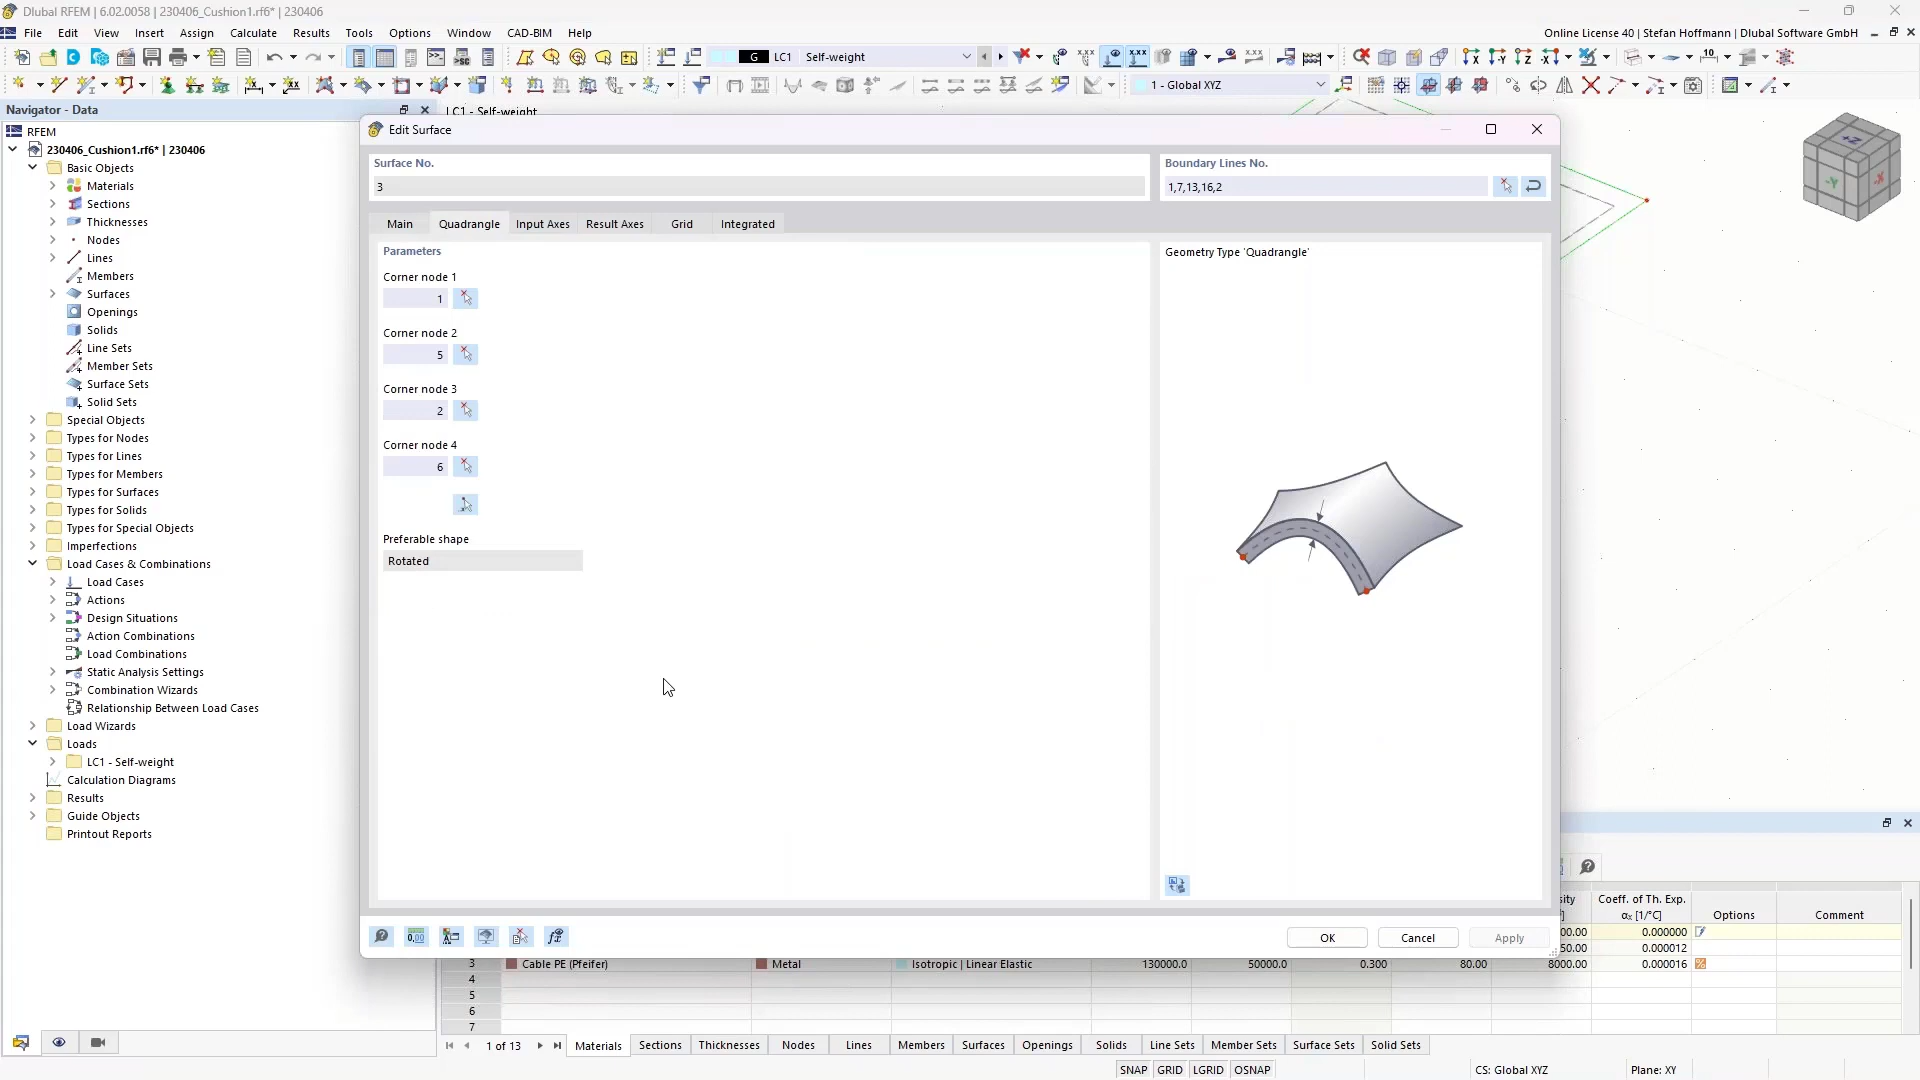 Dlubal RFEM | 6.02.0058 | 230406_Cushion1.rf6* | 230406
File Edit View Insert Assign Calculate Results Tools Options Window CAD-BIM Help
Online License 40 | Stefan Hoffmann | Dlubal Software GmbH
G LC1 Self-weight
1 - Global XYZ
Navigator - Data
LC1 - Self-weight
RFEM
230406_Cushion1.rf6* | 230406
Basic Objects
Materials
Sections
Thicknesses
Nodes
Lines
Members
Surfaces
Openings
Solids
Line Sets
Member Sets
Surface Sets
Solid Sets
Special Objects
Types for Nodes
Types for Lines
Types for Members
Types for Surfaces
Types for Solids
Types for Special Objects
Imperfections
Load Cases & Combinations
Load Cases
Actions
Design Situations
Action Combinations
Load Combinations
Static Analysis Settings
Combination Wizards
Relationship Between Load Cases
Load Wizards
Loads
LC1 - Self-weight
Calculation Diagrams
Results
Guide Objects
Printout Reports
Edit Surface
Surface No.
3
Boundary Lines No.
1,7,13,16,2
Main Quadrangle Input Axes Result Axes Grid Integrated
Parameters
Corner node 1
1
Corner node 2
5
Corner node 3
2
Corner node 4
6
Preferable shape
Rotated
Geometry Type 'Quadrangle'
OK Cancel Apply
+Z
-Y
-X
Coeff. of Th. Exp.
αx [1/°C] Options Comment
0.000000
0.000012
3 Cable PE (Pfeifer) Metal Isotropic | Linear Elastic 130000.0 50000.0 0.300 80.00 8000.00 0.000016
4
5
6
7
1 of 13 Materials Sections Thicknesses Nodes Lines Members Surfaces Openings Solids Line Sets Member Sets Surface Sets Solid Sets
SNAP GRID LGRID OSNAP CS: Global XYZ Plane: XY